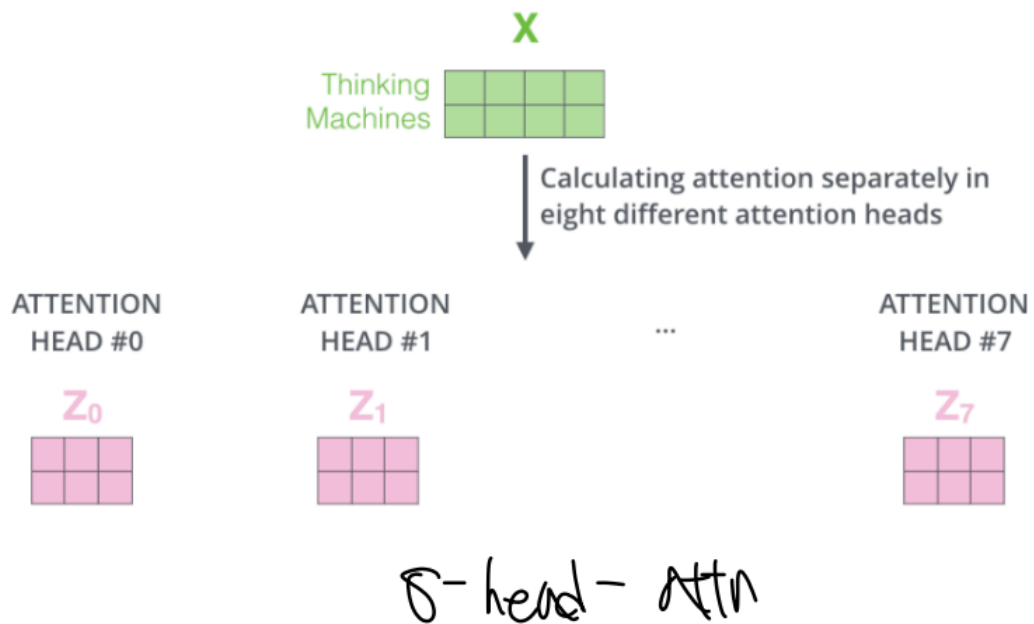 X
Thinking
Machines
Calculating attention separately in
eight different attention heads
ATTENTION
HEAD #0
ATTENTION
HEAD #1
...
ATTENTION
HEAD #7
Z₀
Z₁
Z₇
8-head-Attn